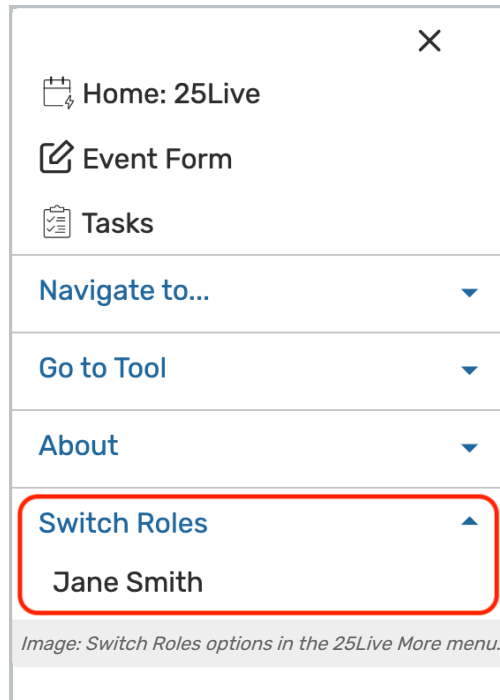 Home: 25Live
Event Form
Tasks
Navigate to...
Go to Tool
About
Switch Roles
Jane Smith
Image: Switch Roles options in the 25Live More menu.